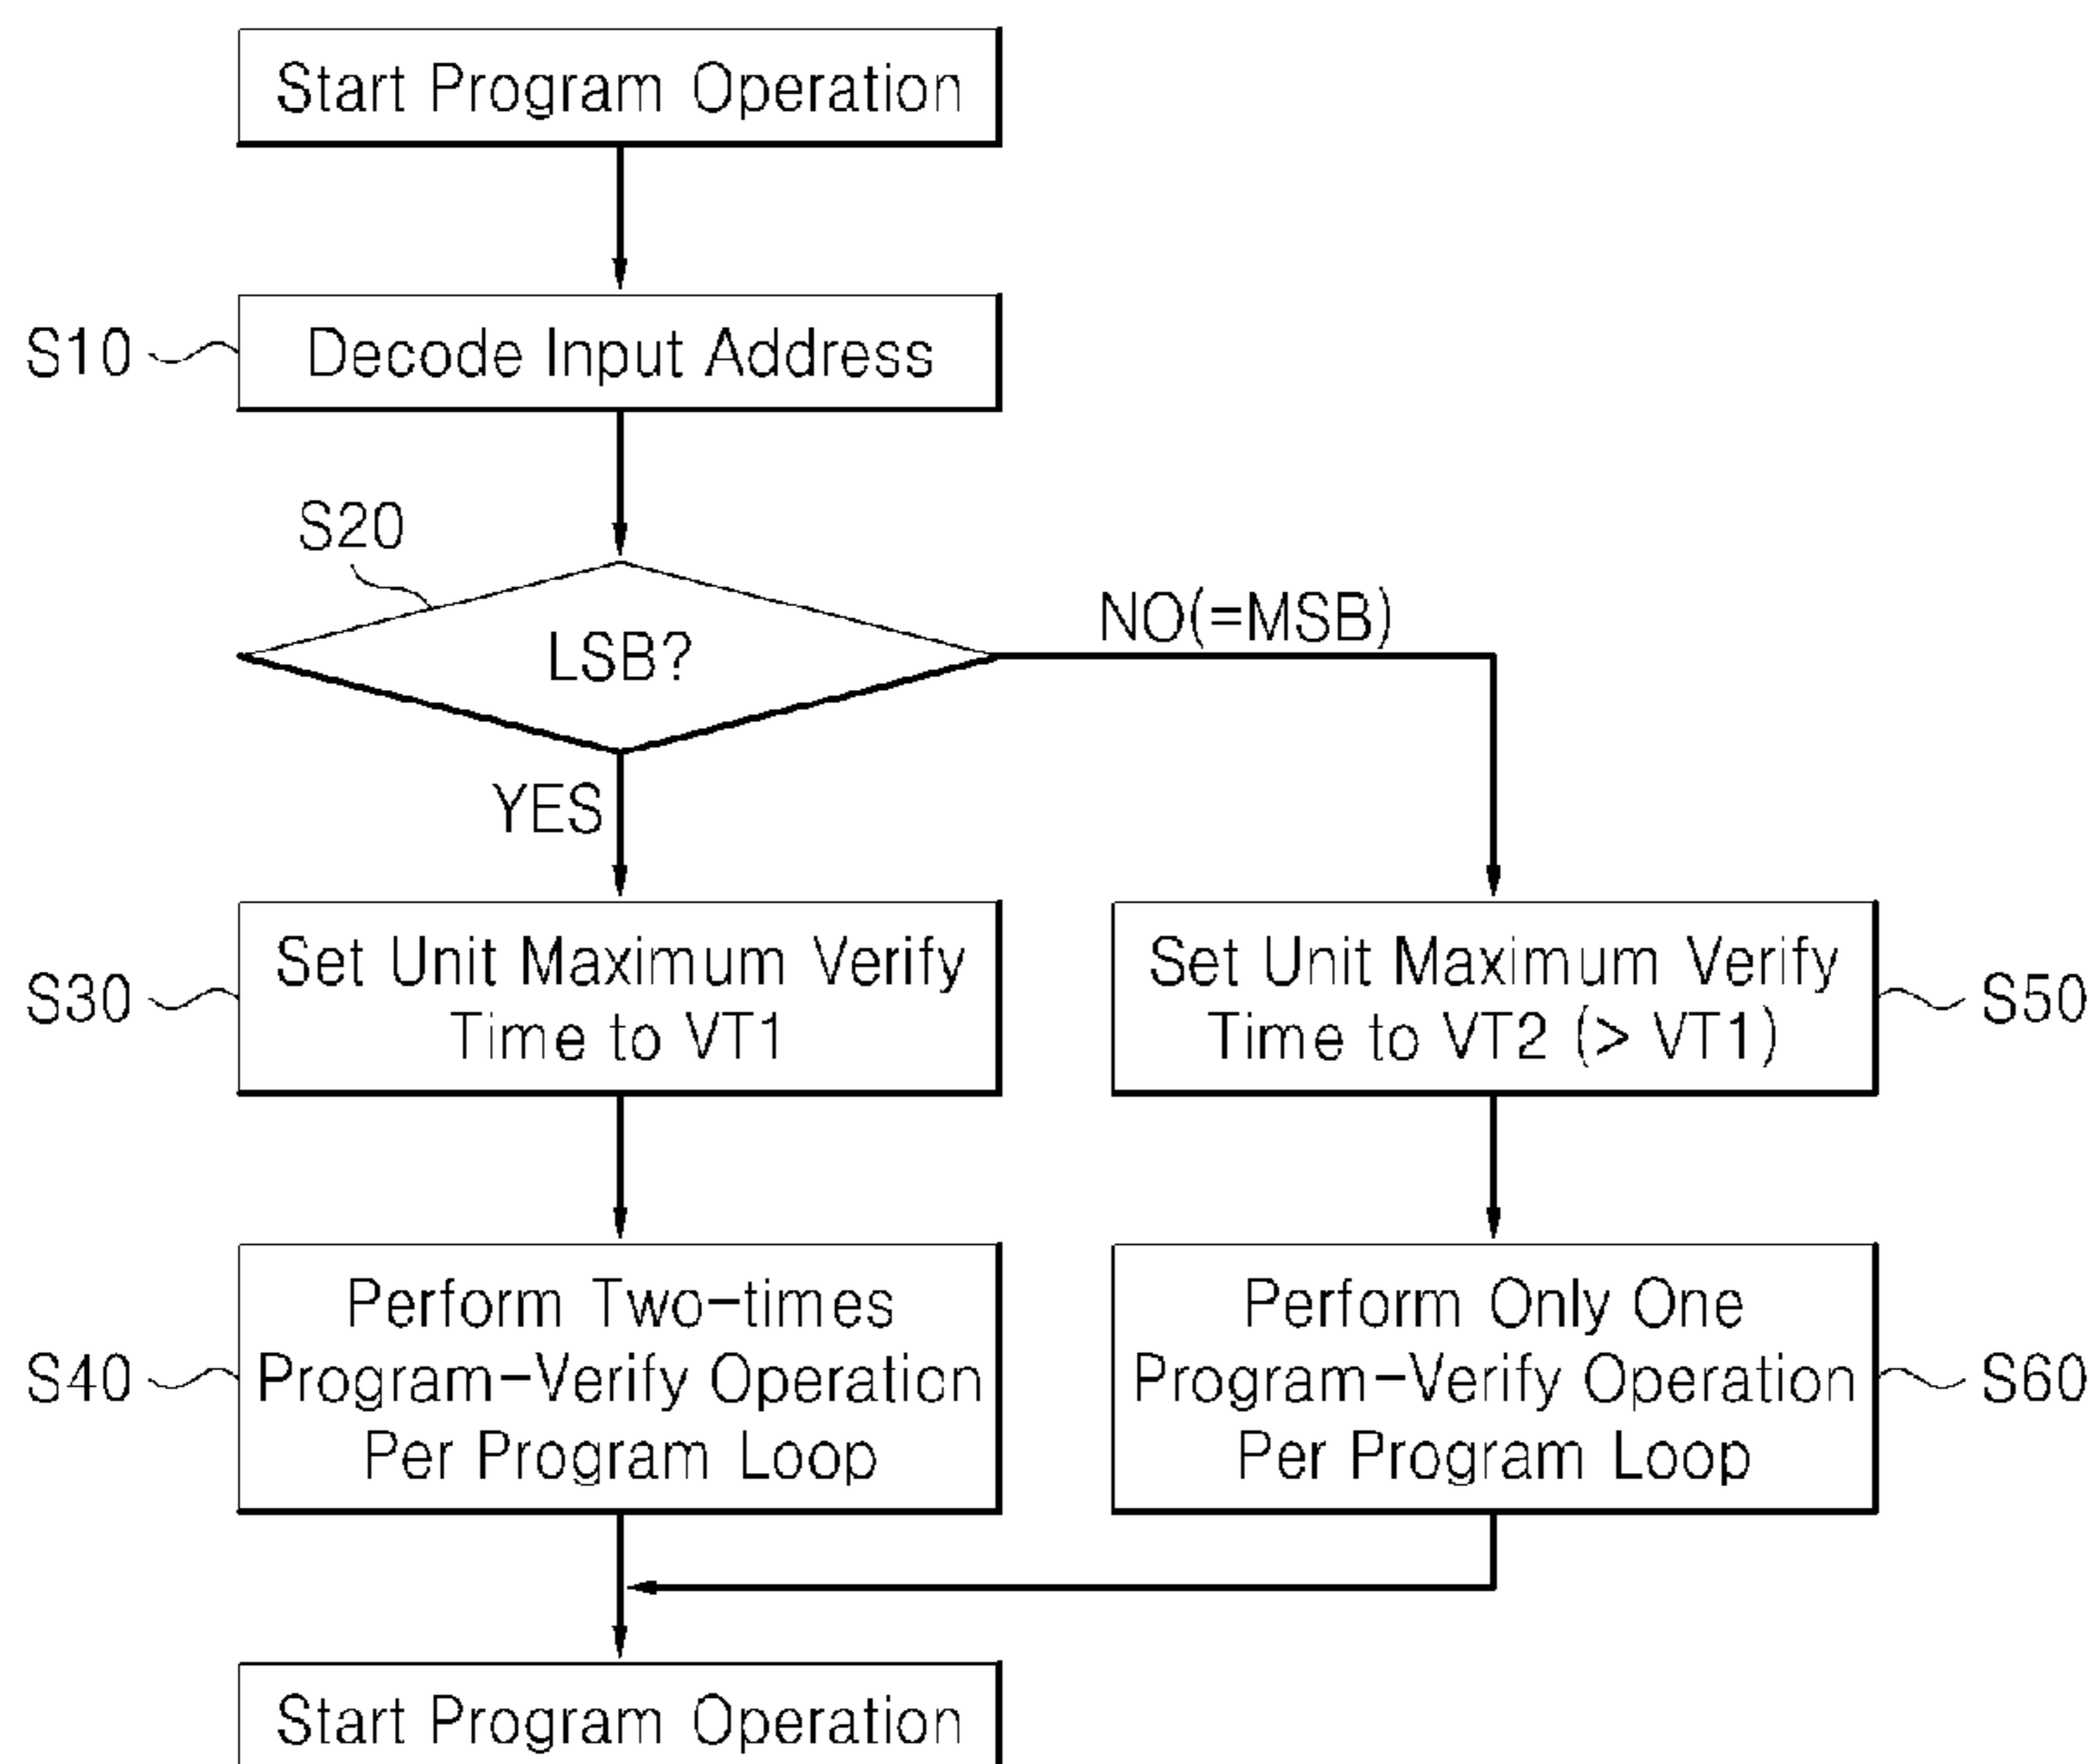 Start Program Operation
S10
Decode Input Address
S20
LSB?
NO(=MSB)
YES
S30
Set Unit Maximum Verify
Time to VT1
Set Unit Maximum Verify
Time to VT2 (> VT1)
S50
S40
Perform Two-times
Program-Verify Operation
Per Program Loop
Perform Only One
Program-Verify Operation
Per Program Loop
S60
Start Program Operation